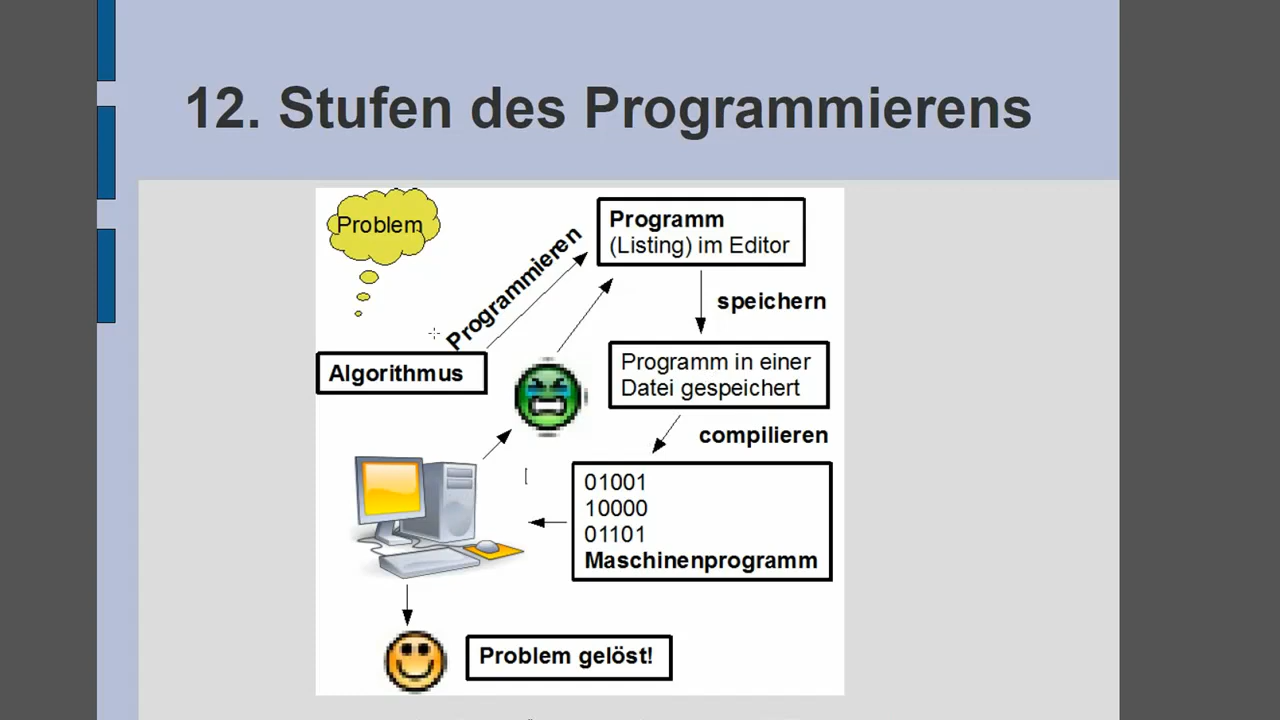 12. Stufen des Programmierens
Problem
Programmieren
Programm
(Listing) im Editor
speichern
Algorithmus
Programm in einer
Datei gespeichert
compilieren
01001
10000
01101
Maschinenprogramm
Problem gelöst!